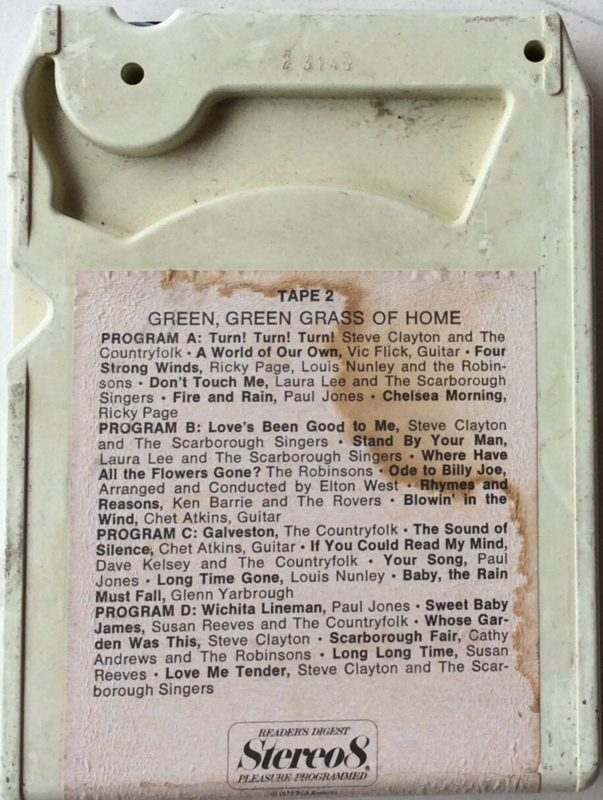 23143
TAPE 2
GREEN, GREEN GRASS OF HOME
PROGRAM A: Turn! Turn! Turn! Steve Clayton and The
Countryfolk • A World of Our Own, Vic Flick, Guitar • Four
Strong Winds, Ricky Page, Louis Nunley and the Robin-
sons • Don't Touch Me, Laura Lee and The Scarborough
Singers • Fire and Rain, Paul Jones • Chelsea Morning,
Ricky Page
PROGRAM B: Love's Been Good to Me, Steve Clayton
and The Scarborough Singers • Stand By Your Man,
Laura Lee and The Scarborough Singers • Where Have
All the Flowers Gone? The Robinsons • Ode to Billy Joe,
Arranged and Conducted by Elton West • Rhymes and
Reasons, Ken Barrie and The Rovers • Blowin' in the
Wind, Chet Atkins, Guitar
PROGRAM C: Galveston, The Countryfolk • The Sound of
Silence, Chet Atkins, Guitar • If You Could Read My Mind,
Dave Kelsey and The Countryfolk • Your Song, Paul
Jones • Long Time Gone, Louis Nunley • Baby, the Rain
Must Fall, Glenn Yarbrough
PROGRAM D: Wichita Lineman, Paul Jones • Sweet Baby
James, Susan Reeves and The Countryfolk • Whose Gar-
den Was This, Steve Clayton • Scarborough Fair, Cathy
Andrews and The Robinsons • Long Long Time, Susan
Reeves • Love Me Tender, Steve Clayton and The Scar-
borough Singers
READER'S DIGEST
Stereo8®
PLEASURE-PROGRAMMED
RCA Records